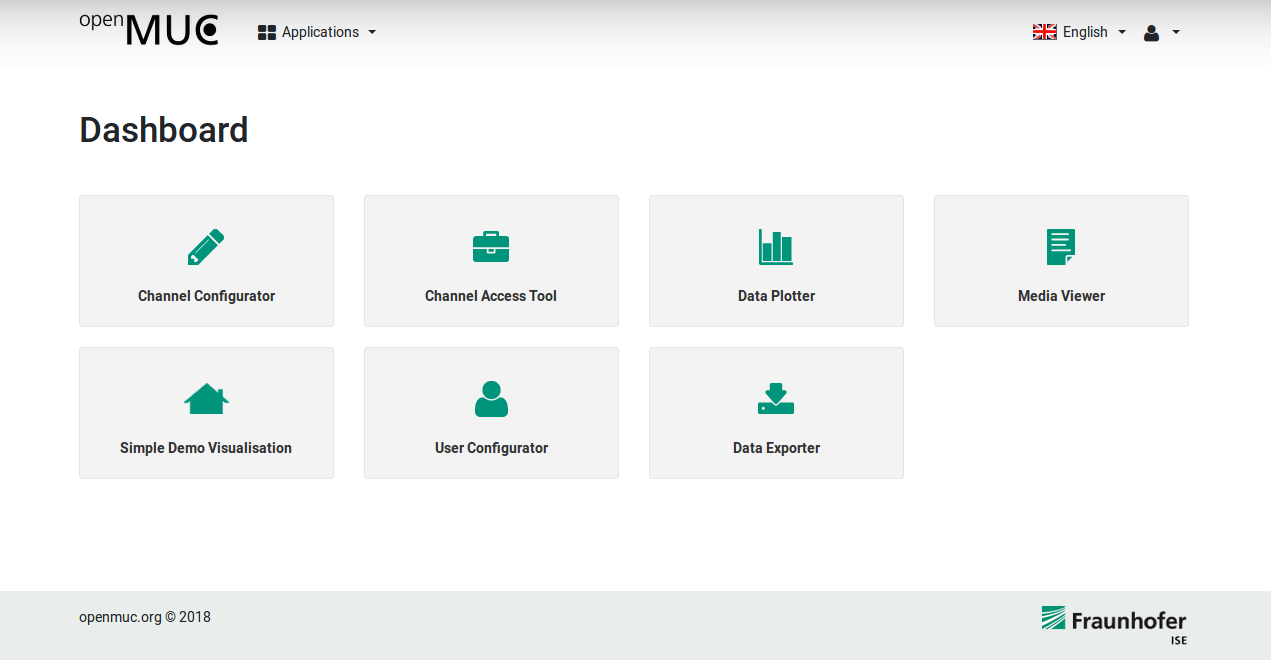 openMUC
Applications
English
Dashboard
Channel Configurator
Channel Access Tool
Data Plotter
Media Viewer
Simple Demo Visualisation
User Configurator
Data Exporter
openmuc.org © 2018
Fraunhofer
ISE